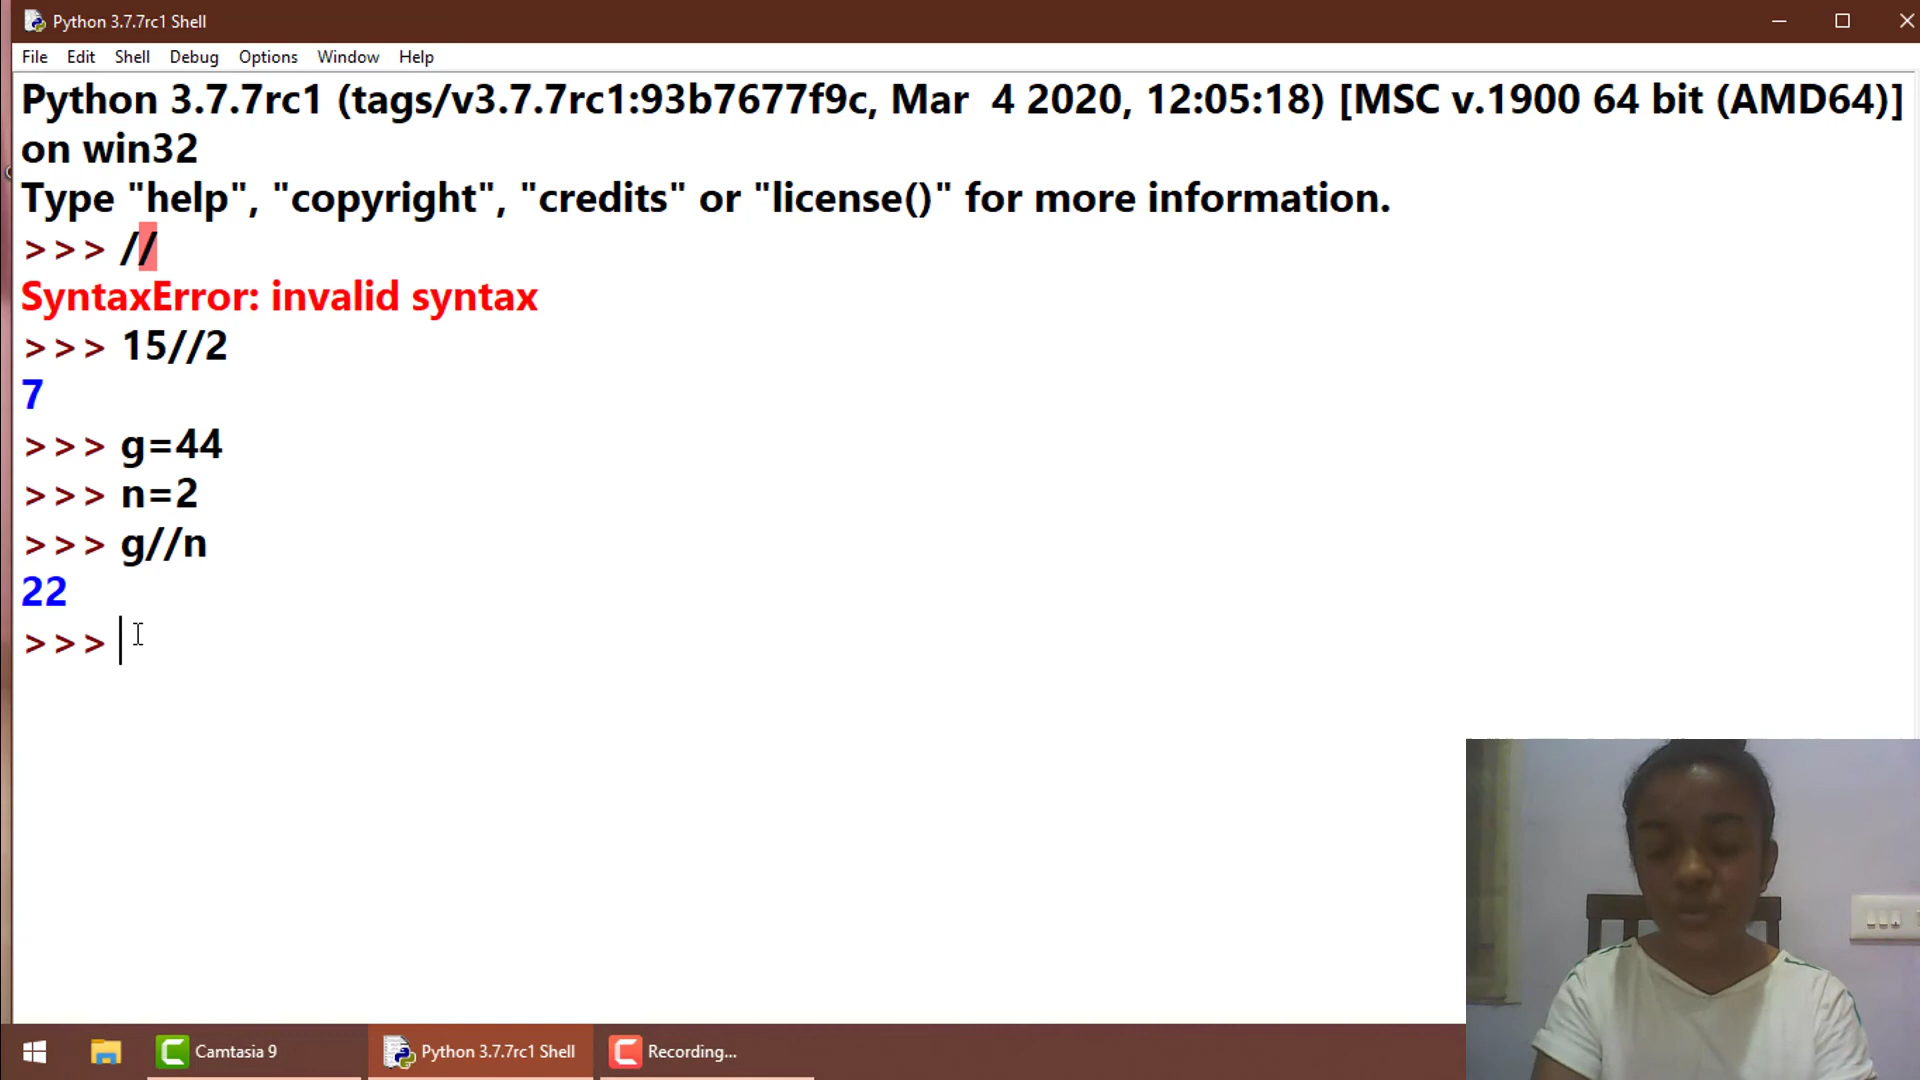 Python 3.7.7rc1 Shell
File Edit Shell Debug Options Window Help
Python 3.7.7rc1 (tags/v3.7.7rc1:93b7677f9c, Mar  4 2020, 12:05:18) [MSC v.1900 64 bit (AMD64)]
on win32
Type "help", "copyright", "credits" or "license()" for more information.
>>> //
SyntaxError: invalid syntax
>>> 15//2
7
>>> g=44
>>> n=2
>>> g//n
22
>>>
Camtasia 9 Python 3.7.7rc1 Shell Recording...